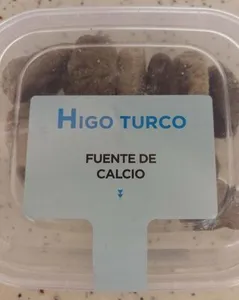 HIGO TURCO
FUENTE DE
CALCIO